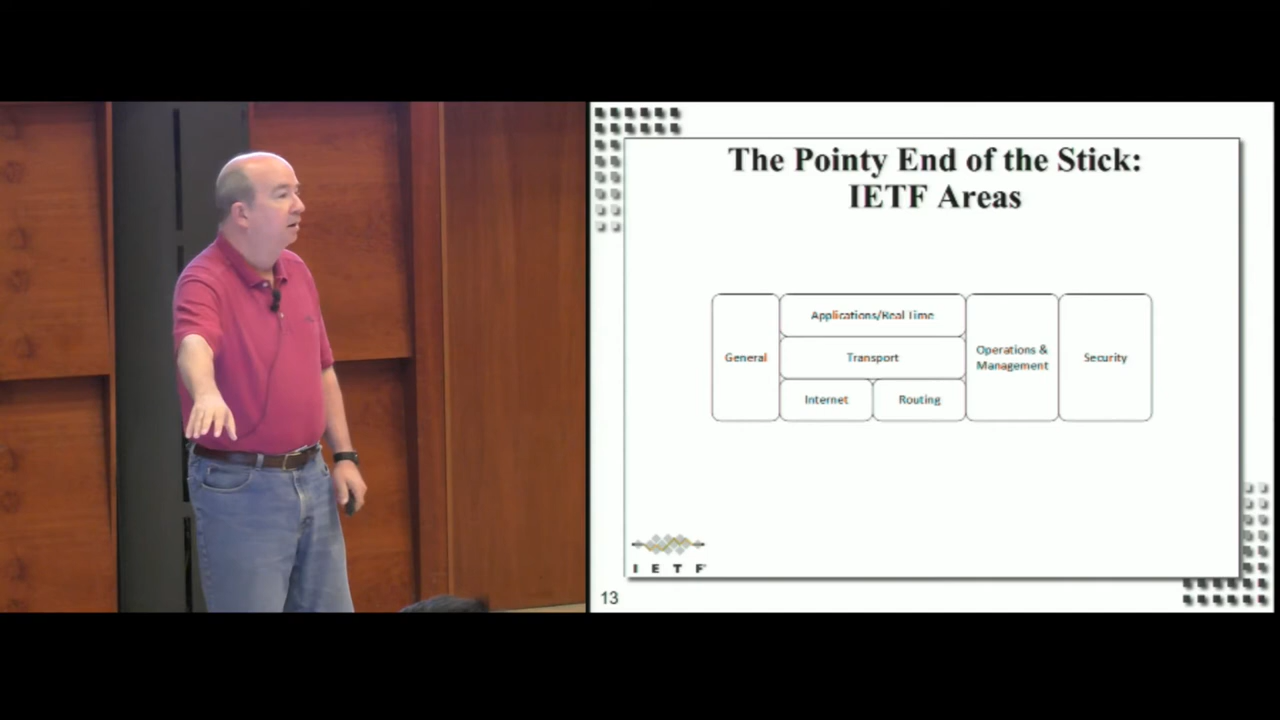 The Pointy End of the Stick:
IETF Areas
General
Applications/Real Time
Transport
Internet
Routing
Operations &
Management
Security
I E T F
13